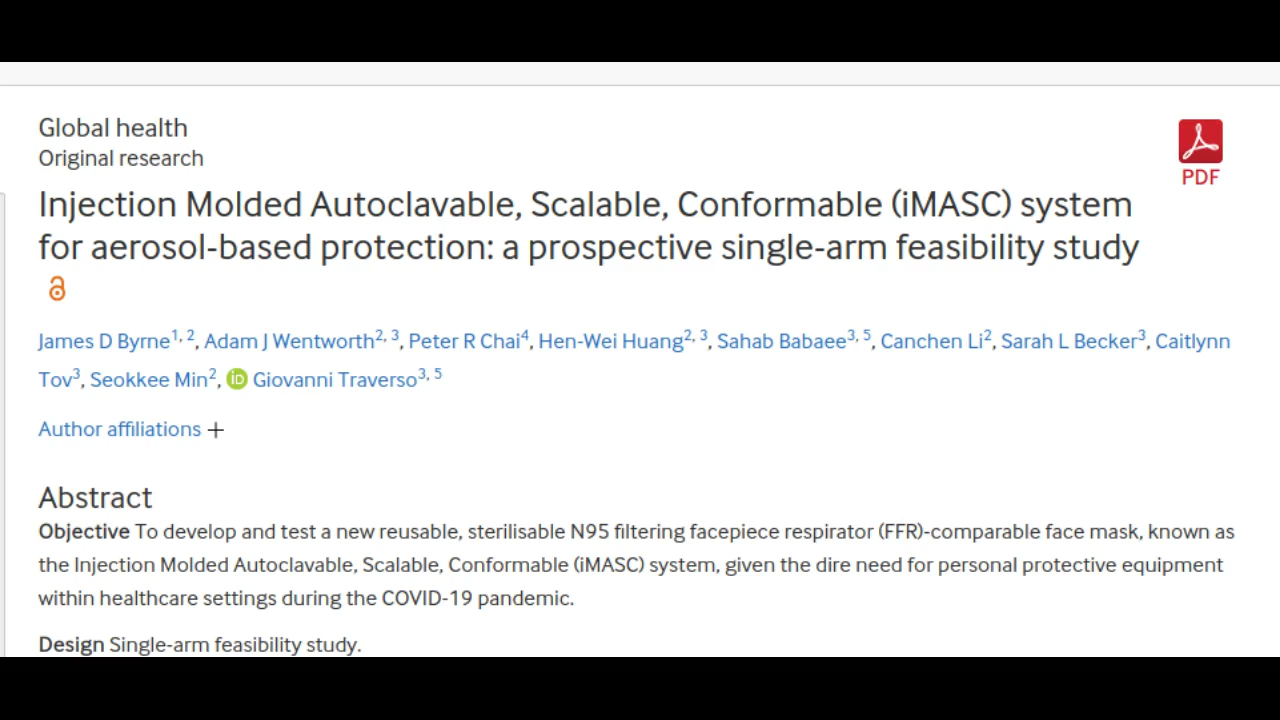 Global health
Original research
PDF
Injection Molded Autoclavable, Scalable, Conformable (iMASC) system
for aerosol-based protection: a prospective single-arm feasibility study
James D Byrne1, 2, Adam J Wentworth2, 3, Peter R Chai4, Hen-Wei Huang2, 3, Sahab Babaee3, 5, Canchen Li2, Sarah L Becker3, Caitlynn
Tov3, Seokkee Min2, iD Giovanni Traverso3, 5
Author affiliations +
Abstract
Objective To develop and test a new reusable, sterilisable N95 filtering facepiece respirator (FFR)-comparable face mask, known as
the Injection Molded Autoclavable, Scalable, Conformable (iMASC) system, given the dire need for personal protective equipment
within healthcare settings during the COVID-19 pandemic.
Design Single-arm feasibility study.